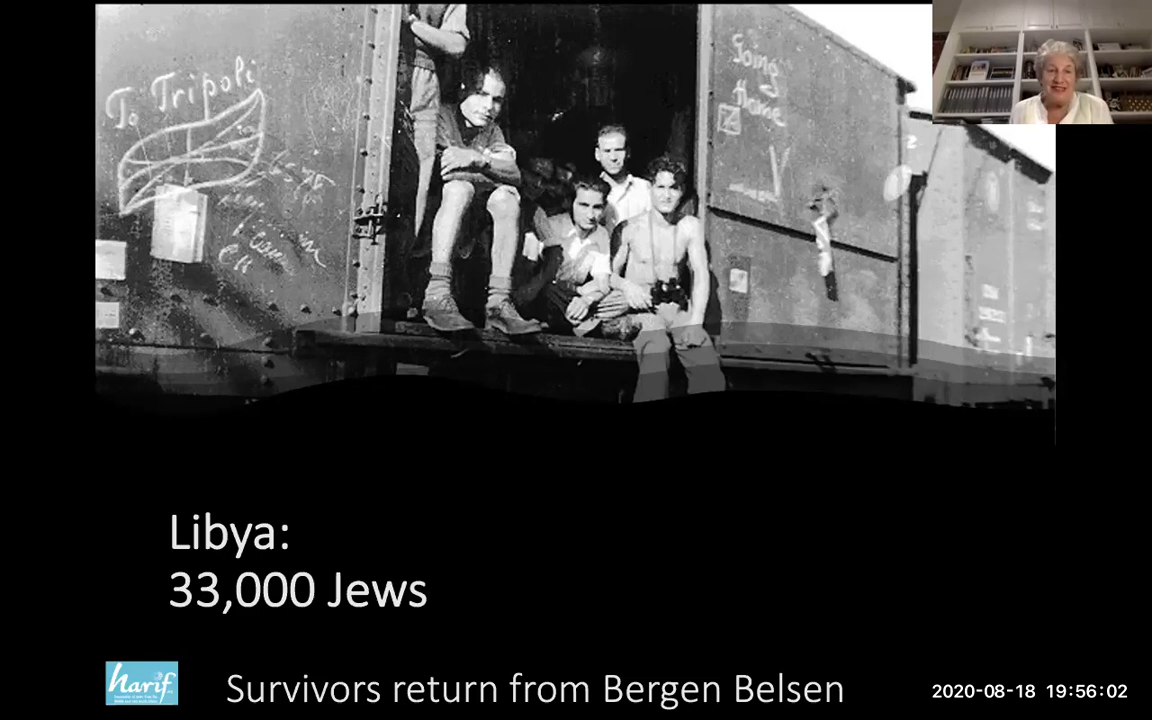 To Tripoli
Going
Home
Libya:
33,000 Jews
harif
Survivors return from Bergen Belsen
2020-08-18 19:56:02